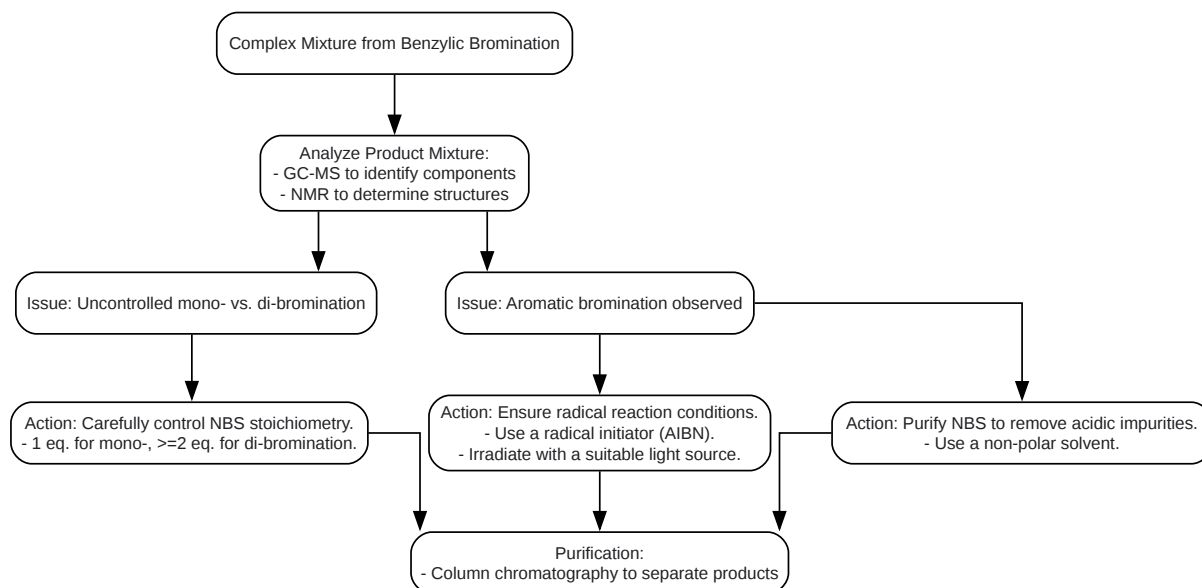 Complex Mixture from Benzylic Bromination
Analyze Product Mixture:
- GC-MS to identify components
- NMR to determine structures
Issue: Uncontrolled mono- vs. di-bromination
Issue: Aromatic bromination observed
Action: Carefully control NBS stoichiometry.
- 1 eq. for mono-, >=2 eq. for di-bromination.
Action: Ensure radical reaction conditions.
- Use a radical initiator (AIBN).
- Irradiate with a suitable light source.
Action: Purify NBS to remove acidic impurities.
- Use a non-polar solvent.
Purification:
- Column chromatography to separate products